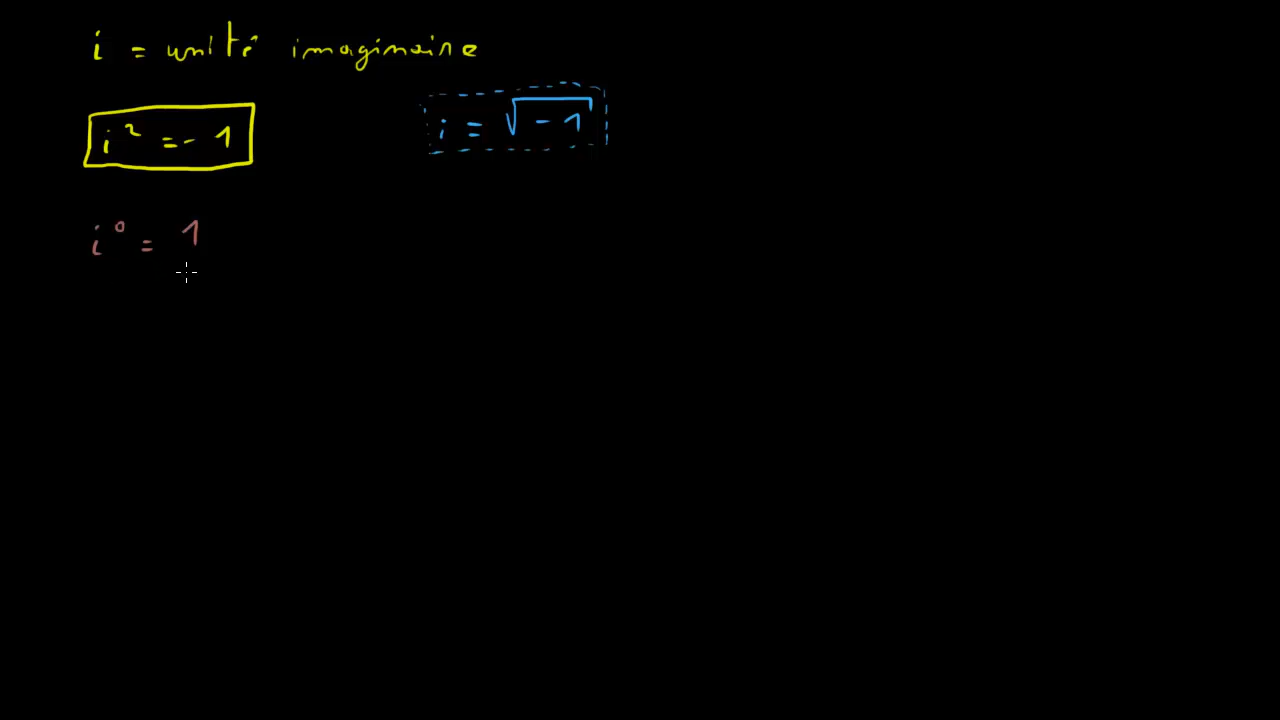 i = unité imaginaire
i² = -1
i = √-1
i⁰ = 1